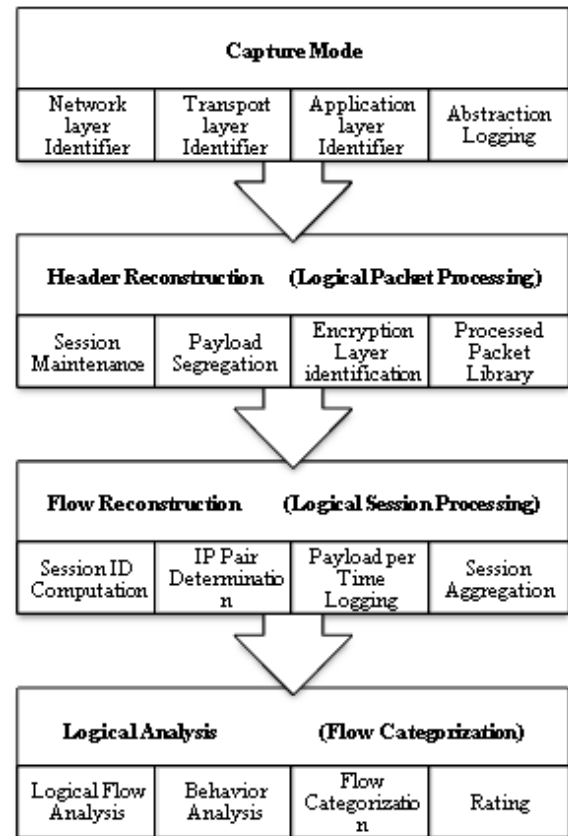 Capture Mode
Network
layer
Identifier
Transport
layer
Identifier
Application
layer
Identifier
Abstraction
Logging
Header Reconstruction (Logical Packet Processing)
Session
Maintenance
Payload
Segregation
Encryption
Layer
identification
Processed
Packet
Library
Flow Reconstruction (Logical Session Processing)
Session ID
Computation
IP Pair
Determinatio
n
Payload per
Time
Logging
Session
Aggregation
Logical Analysis (Flow Categorization)
Logical Flow
Analysis
Behavior
Analysis
Flow
Categorizatio
n
Rating